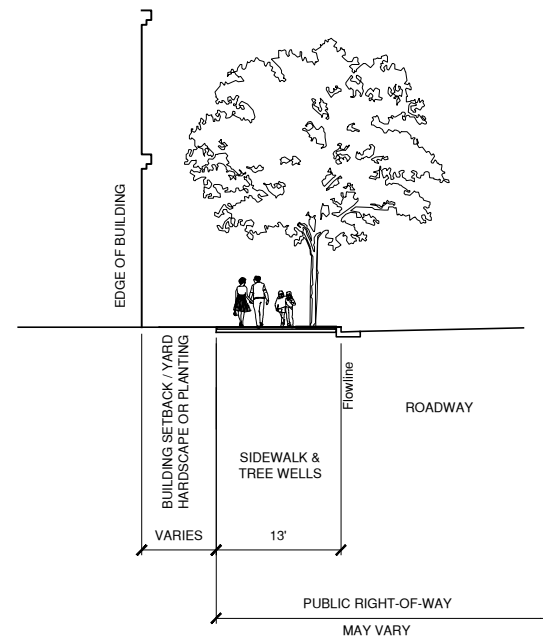 EDGE OF BUILDING
BUILDING SETBACK / YARD
HARDSCAPE OR PLANTING
Flowline
ROADWAY
SIDEWALK &
TREE WELLS
VARIES
13'
PUBLIC RIGHT-OF-WAY
MAY VARY